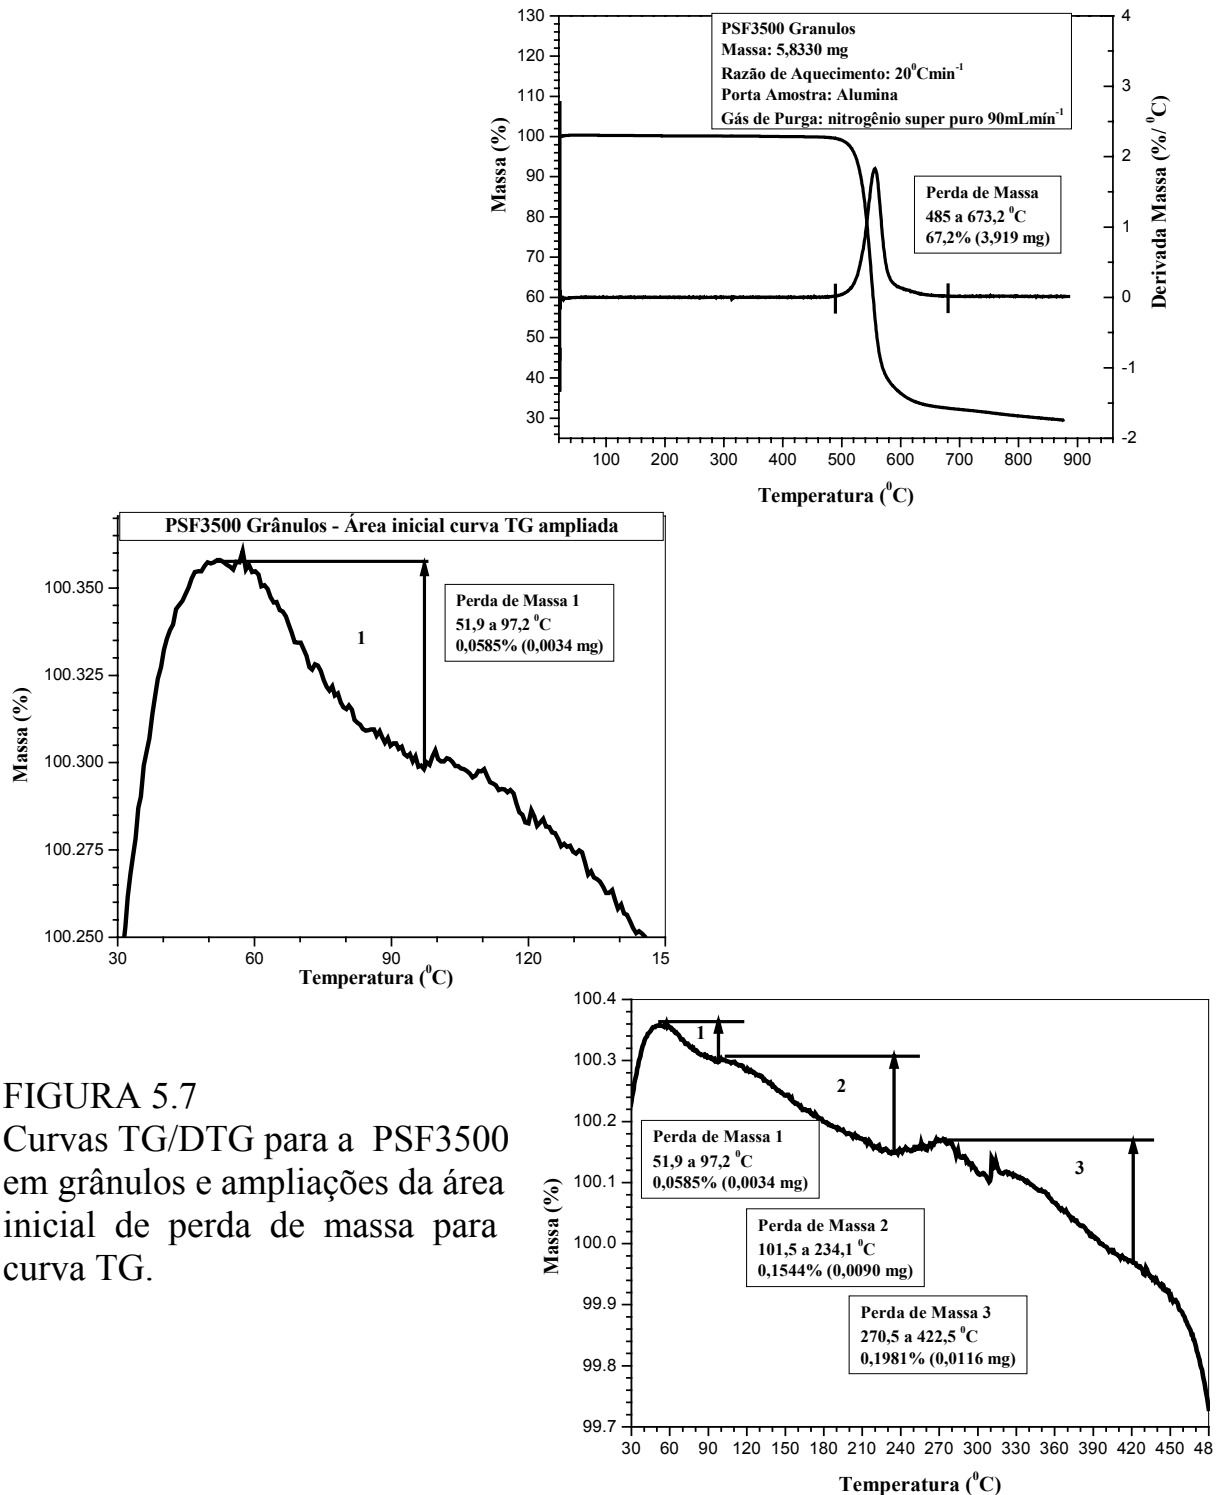 130
120
110
100
90
80
70
60
50
40
30
Massa (%)
PSF3500 Granulos
Massa: 5,8330 mg
Razão de Aquecimento: 20⁰Cmin⁻¹
Porta Amostra: Alumina
Gás de Purga: nitrogênio super puro 90mLmín⁻¹
Perda de Massa
485 a 673,2 ⁰C
67,2% (3,919 mg)
4
3
2
1
0
-1
-2
Derivada Massa (%/ ⁰C)
100 200 300 400 500 600 700 800 900
Temperatura (⁰C)
PSF3500 Grânulos - Área inicial curva TG ampliada
100.350
100.325
100.300
100.275
100.250
Massa (%)
1
Perda de Massa 1
51,9 a 97,2 ⁰C
0,0585% (0,0034 mg)
30 60 90 120 15
Temperatura (⁰C)
FIGURA 5.7
Curvas TG/DTG para a PSF3500
em grânulos e ampliações da área
inicial de perda de massa para
curva TG.
100.4
100.3
100.2
100.1
100.0
99.9
99.8
99.7
Massa (%)
1
2
3
Perda de Massa 1
51,9 a 97,2 ⁰C
0,0585% (0,0034 mg)
Perda de Massa 2
101,5 a 234,1 ⁰C
0,1544% (0,0090 mg)
Perda de Massa 3
270,5 a 422,5 ⁰C
0,1981% (0,0116 mg)
30 60 90 120 150 180 210 240 270 300 330 360 390 420 450 48
Temperatura (⁰C)